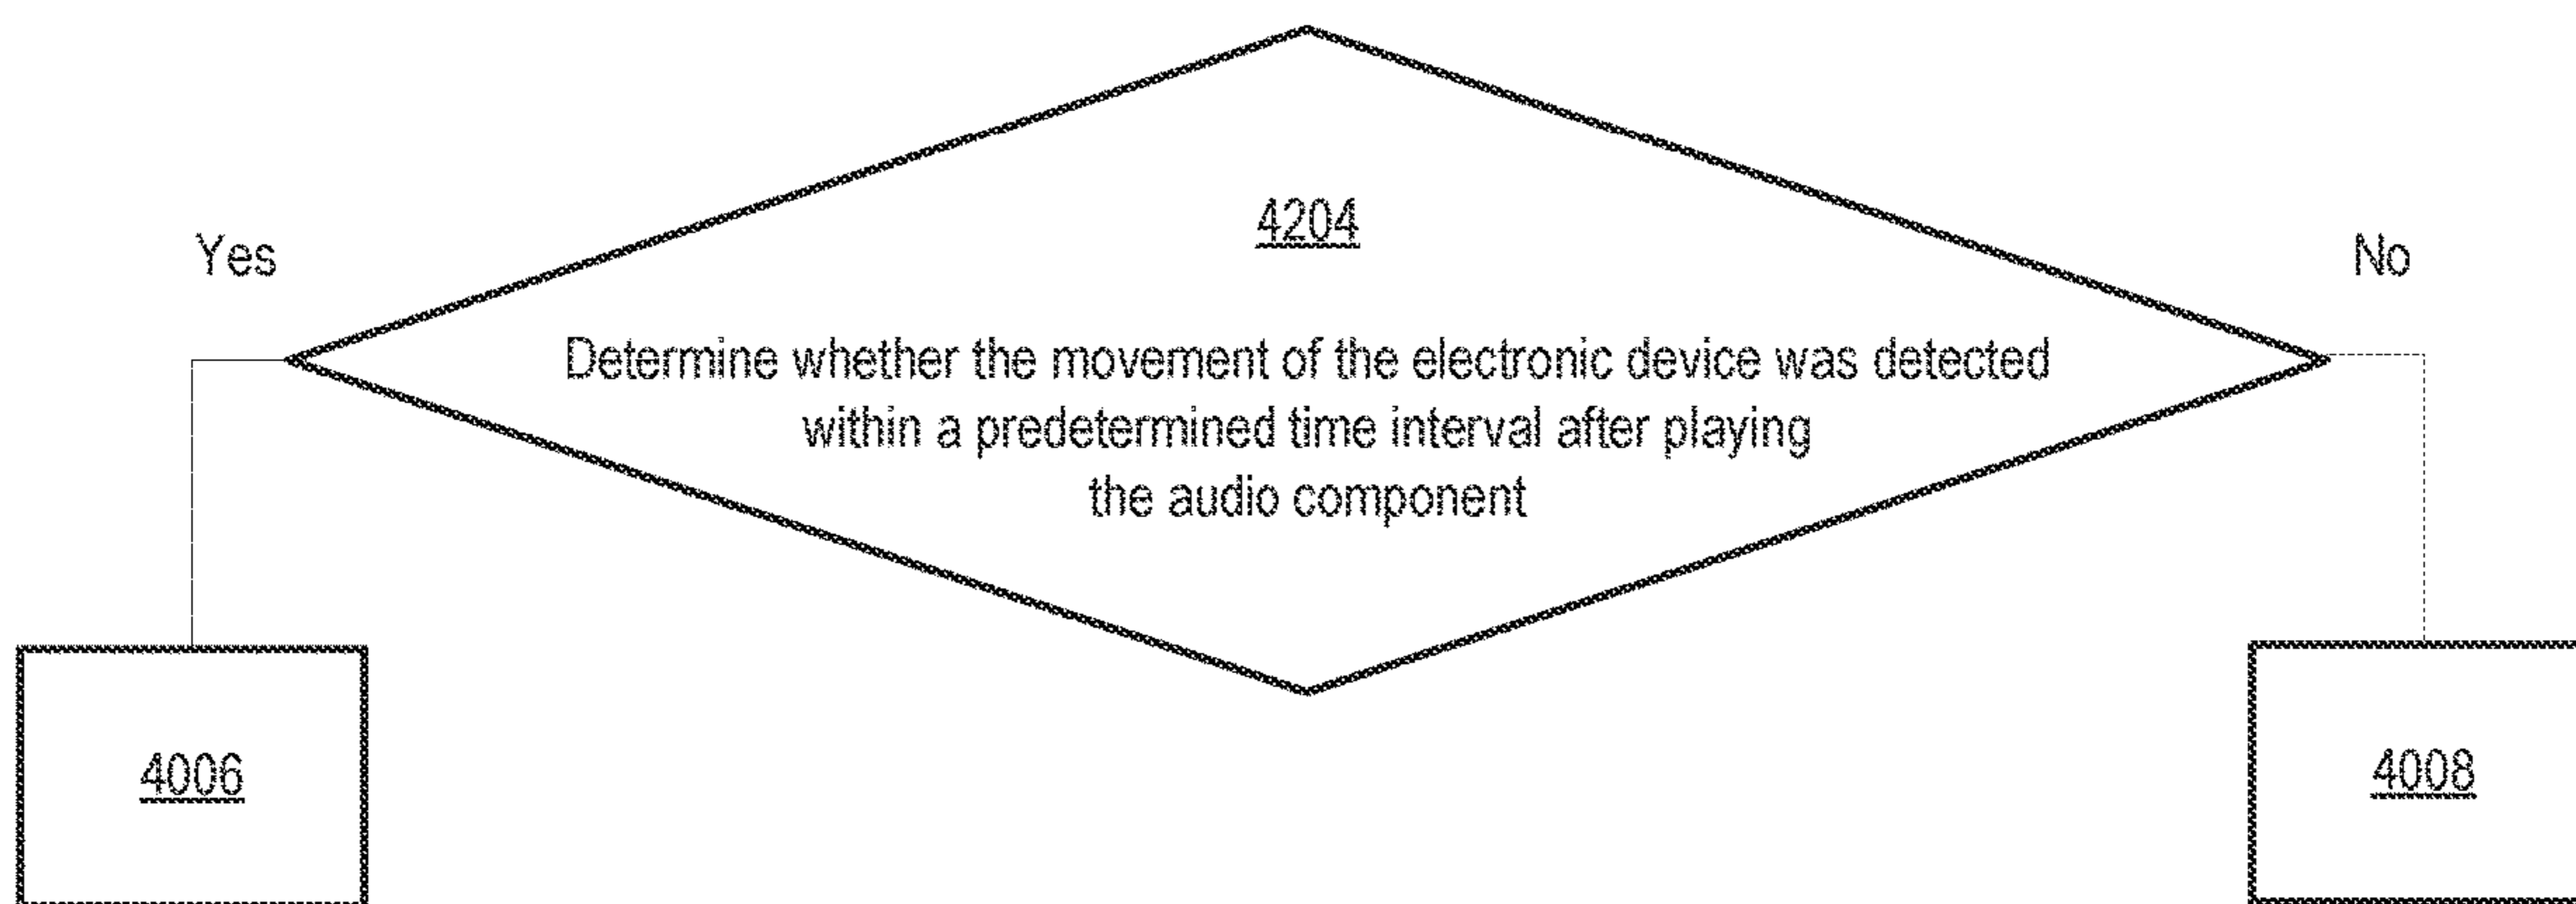 4204
Yes
No
Determine whether the movement of the electronic device was detected
within a predetermined time interval after playing
the audio component
4006
4008